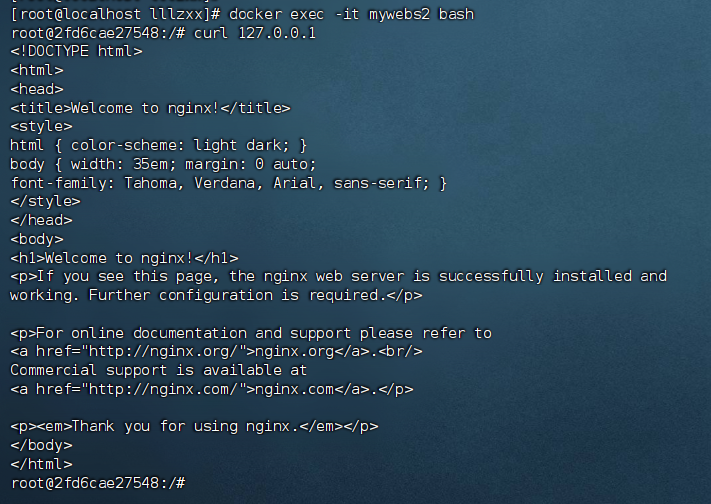 [root@localhost lllzxx]# docker exec -it mywebs2 bash
root@2fd6cae27548:/# curl 127.0.0.1
<!DOCTYPE html>
<html>
<head>
<title>Welcome to nginx!</title>
<style>
html { color-scheme: light dark; }
body { width: 35em; margin: 0 auto;
font-family: Tahoma, Verdana, Arial, sans-serif; }
</style>
</head>
<body>
<h1>Welcome to nginx!</h1>
<p>If you see this page, the nginx web server is successfully installed and
working. Further configuration is required.</p>

<p>For online documentation and support please refer to
<a href="http://nginx.org/">nginx.org</a>.<br/>
Commercial support is available at
<a href="http://nginx.com/">nginx.com</a>.</p>

<p><em>Thank you for using nginx.</em></p>
</body>
</html>
root@2fd6cae27548:/#